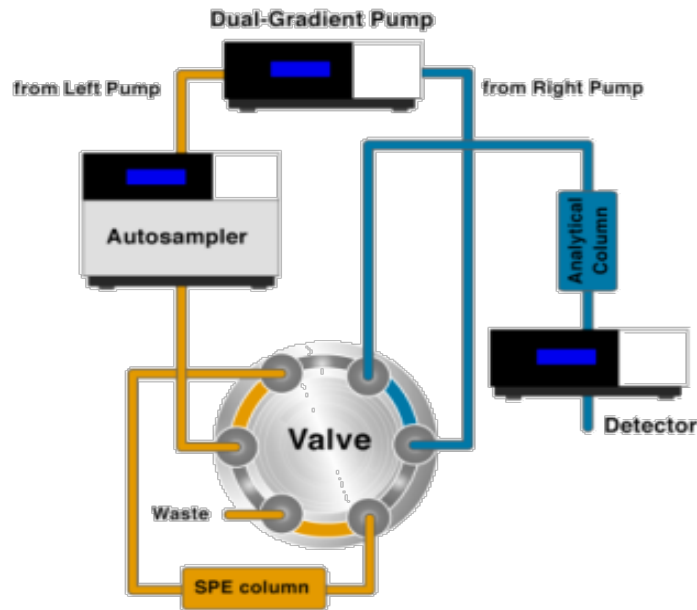 Dual-Gradient Pump
from Left Pump
from Right Pump
Autosampler
Analytical
Column
Detector
Valve
Waste
SPE column